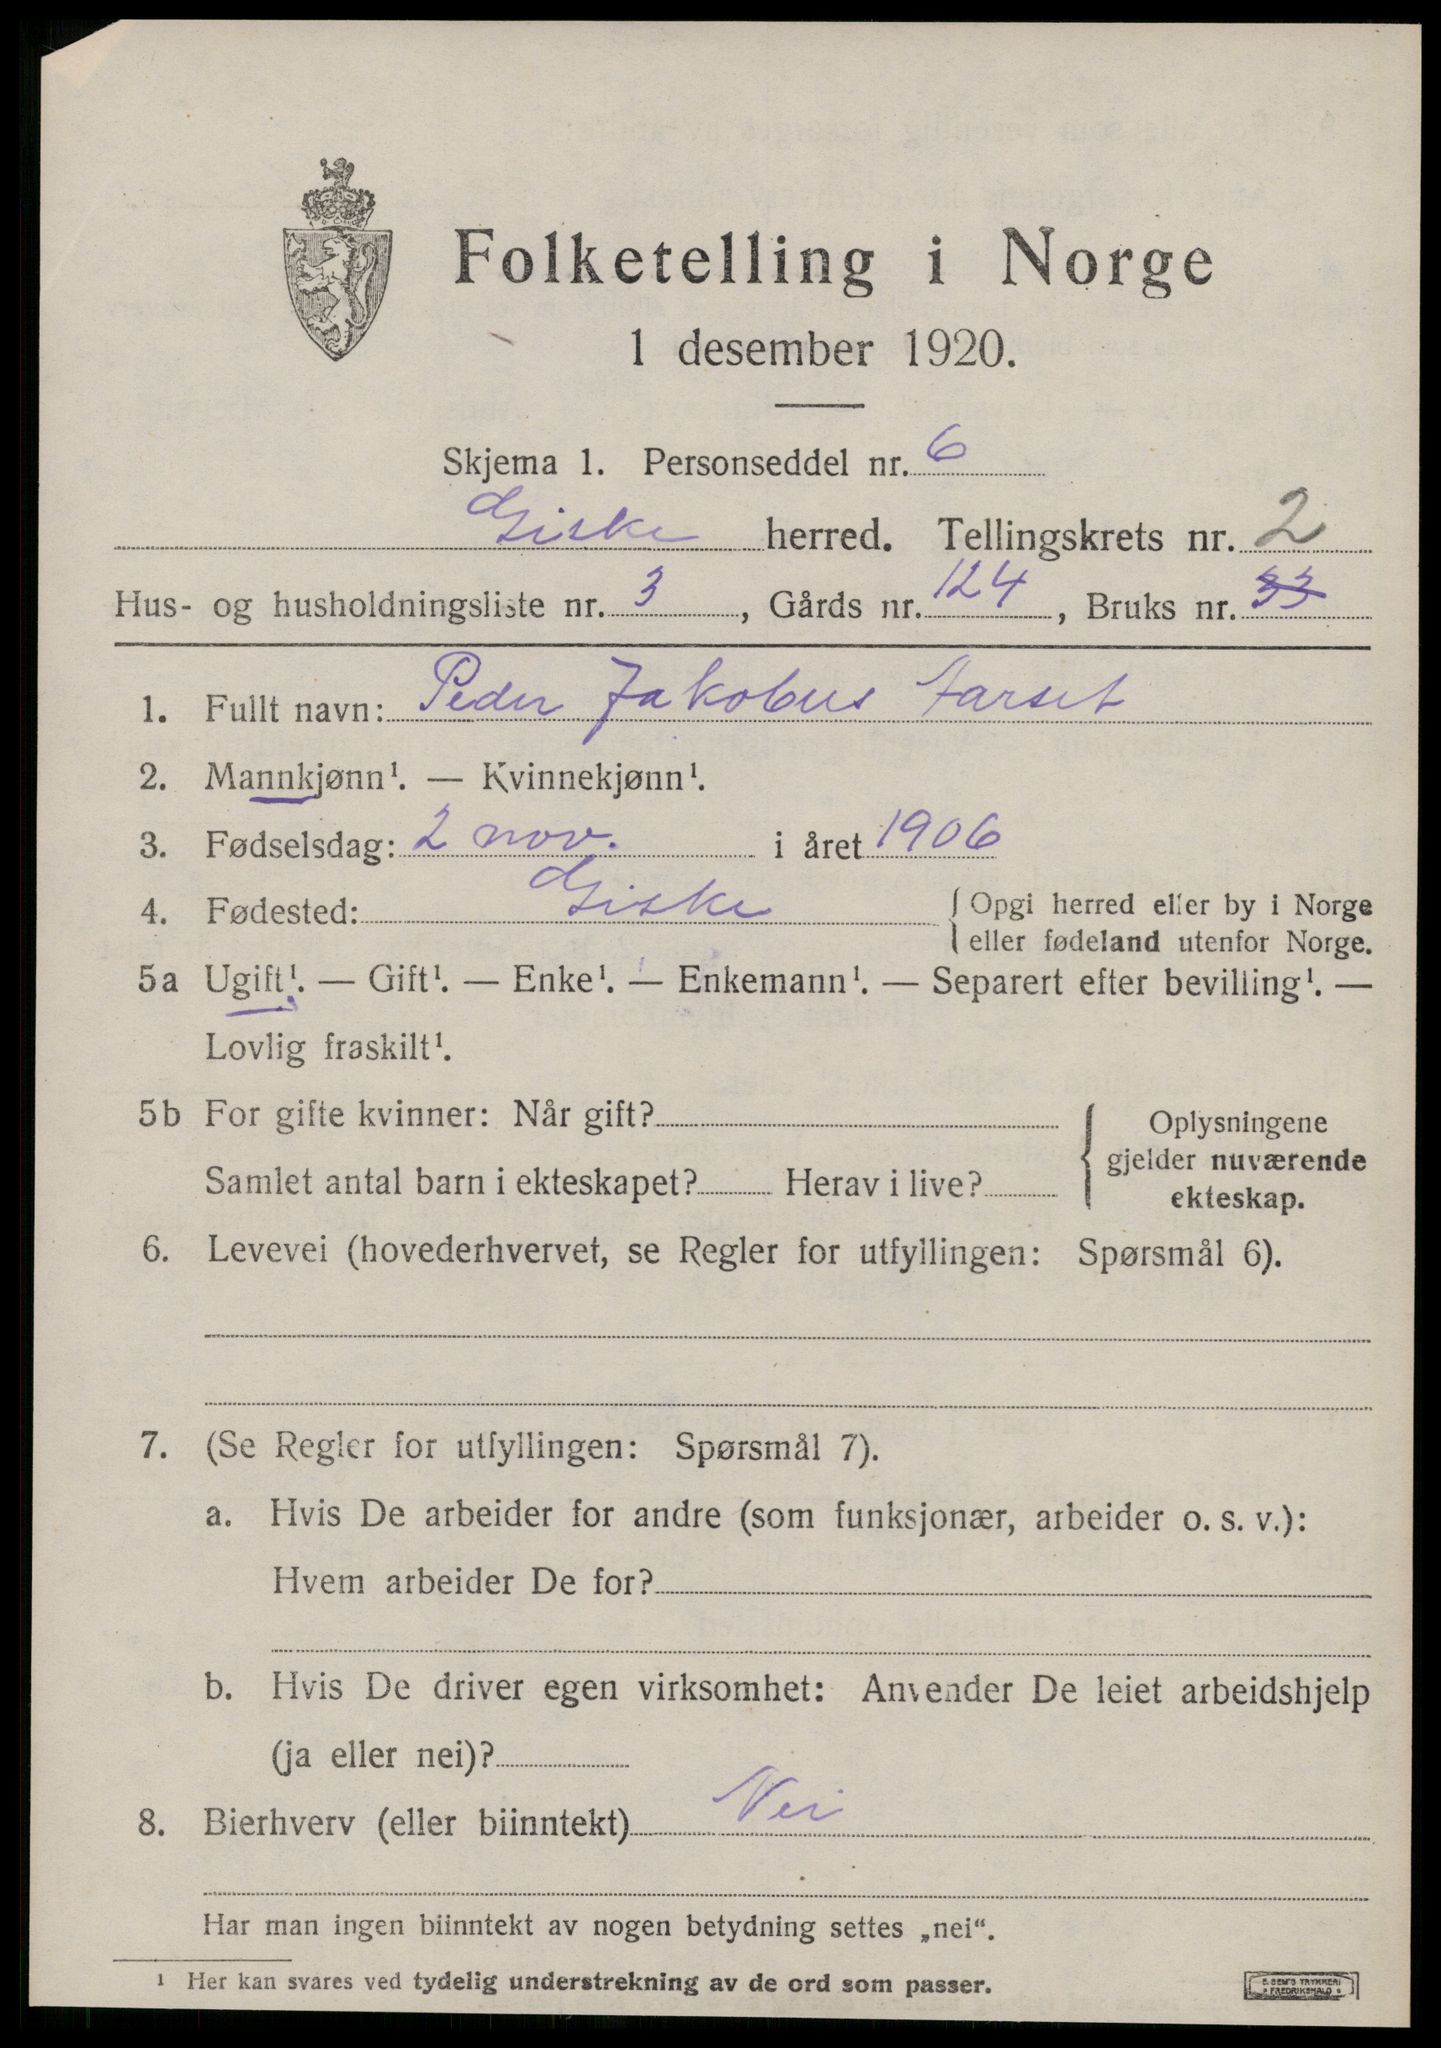 Folketelling i Norge
1 desember 1920.
Skjema 1. Personseddel nr. 6
Giske herred. Tellingskrets nr. 2
Hus- og husholdningsliste nr. 3, Gårds nr. 124, Bruks nr. 33
1. Fullt navn: Peder Jakobus Aarset
2. Mannkjønn¹. — Kvinnekjønn¹.
3. Fødselsdag: 2 nov. i året 1906
4. Fødested: Giske { Opgi herred eller by i Norge
eller fødeland utenfor Norge.
5a Ugift¹. — Gift¹. — Enke¹. — Enkemann¹. — Separert efter bevilling¹. —
Lovlig fraskilt¹.
5b For gifte kvinner: Når gift? { Oplysningene
gjelder nuværende
ekteskap.
Samlet antal barn i ekteskapet? Herav i live?
6. Levevei (hovederhvervet, se Regler for utfyllingen: Spørsmål 6).
7. (Se Regler for utfyllingen: Spørsmål 7).
a. Hvis De arbeider for andre (som funksjonær, arbeider o. s. v.):
Hvem arbeider De for?
b. Hvis De driver egen virksomhet: Anvender De leiet arbeidshjelp
(ja eller nei)?
8. Bierhverv (eller biinntekt) Nei
Har man ingen biinntekt av nogen betydning settes „nei“.
¹ Her kan svares ved tydelig understrekning av de ord som passer.
E. SEM'S TRYKKERI
FREDRIKSHALD